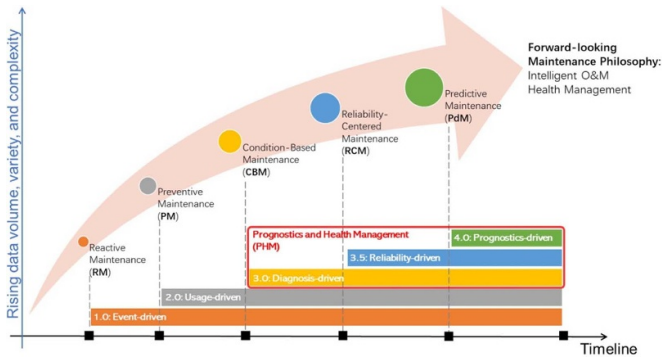 Rising data volume, variety, and complexity
Forward-looking
Maintenance Philosophy:
Intelligent O&M
Health Management
Predictive
Maintenance
(PdM)
Reliability-
Centered
Maintenance
(RCM)
Condition-Based
Maintenance
(CBM)
Preventive
Maintenance
(PM)
Reactive
Maintenance
(RM)
Prognostics and Health Management
(PHM)
4.0: Prognostics-driven
3.5: Reliability-driven
3.0: Diagnosis-driven
2.0: Usage-driven
1.0: Event-driven
Timeline